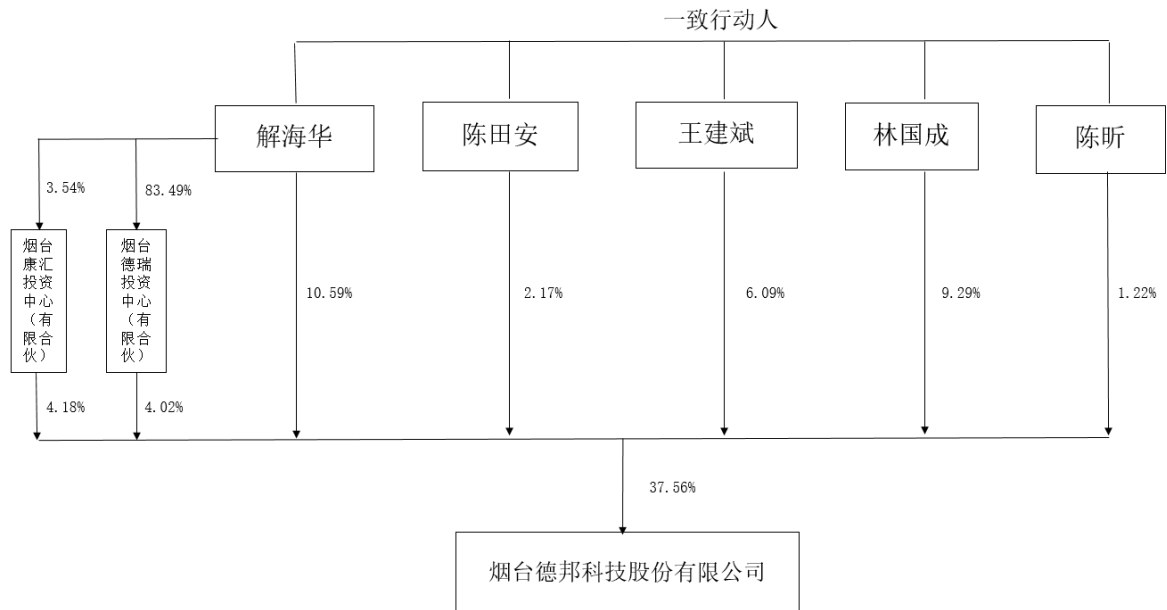 一致行动人
解海华
陈田安
王建斌
林国成
陈昕
3.54%
83.49%
烟台
康汇
投资
中心
（有
限合
伙）
烟台
德瑞
投资
中心
（有
限合
伙）
10.59%
2.17%
6.09%
9.29%
1.22%
4.18%
4.02%
37.56%
烟台德邦科技股份有限公司